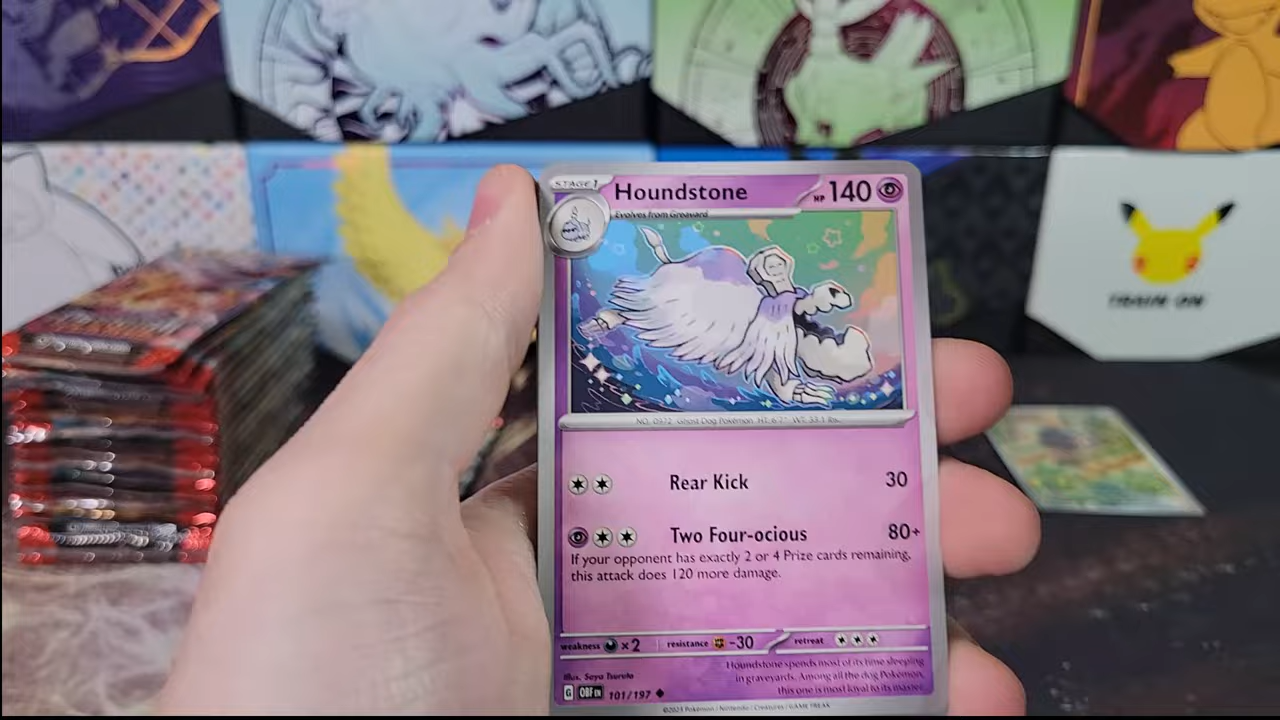 STAGE 1
Houndstone
HP 140
Evolves from Greavard
NO. 0972 Ghost Dog Pokémon HT: 6'7" WT: 33.1 lbs.
Rear Kick 30
Two Four-ocious 80+
If your opponent has exactly 2 or 4 Prize cards remaining,
this attack does 120 more damage.
weakness ×2 resistance -30 retreat
Illus. Saya Tsuruta
Houndstone spends most of its time sleeping
in graveyards. Among all the dog Pokémon,
this one is most loyal to its master.
G OBF EN 101/197
©2023 Pokémon / Nintendo / Creatures / GAME FREAK
TRAIN ON